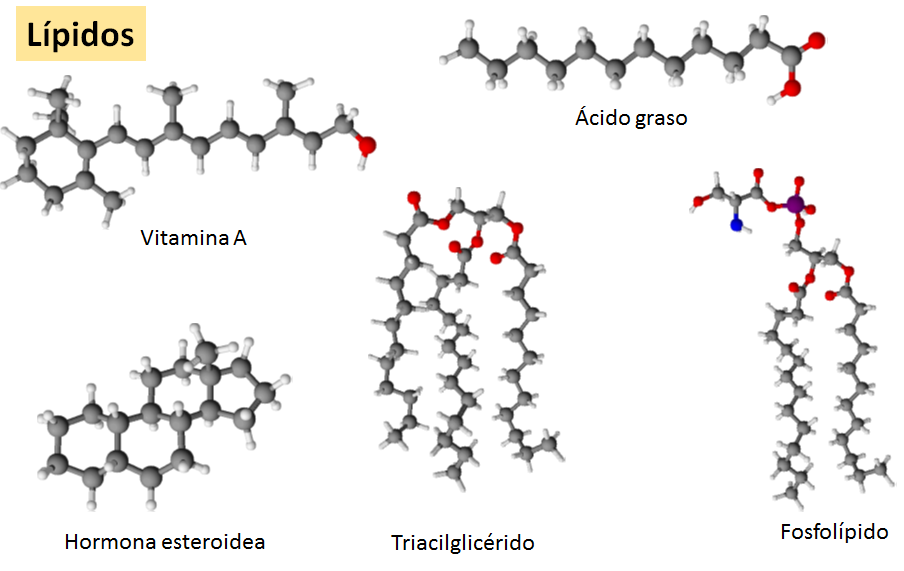 Lípidos
Ácido graso
Vitamina A
Hormona esteroidea
Triacilglicérido
Fosfolípido